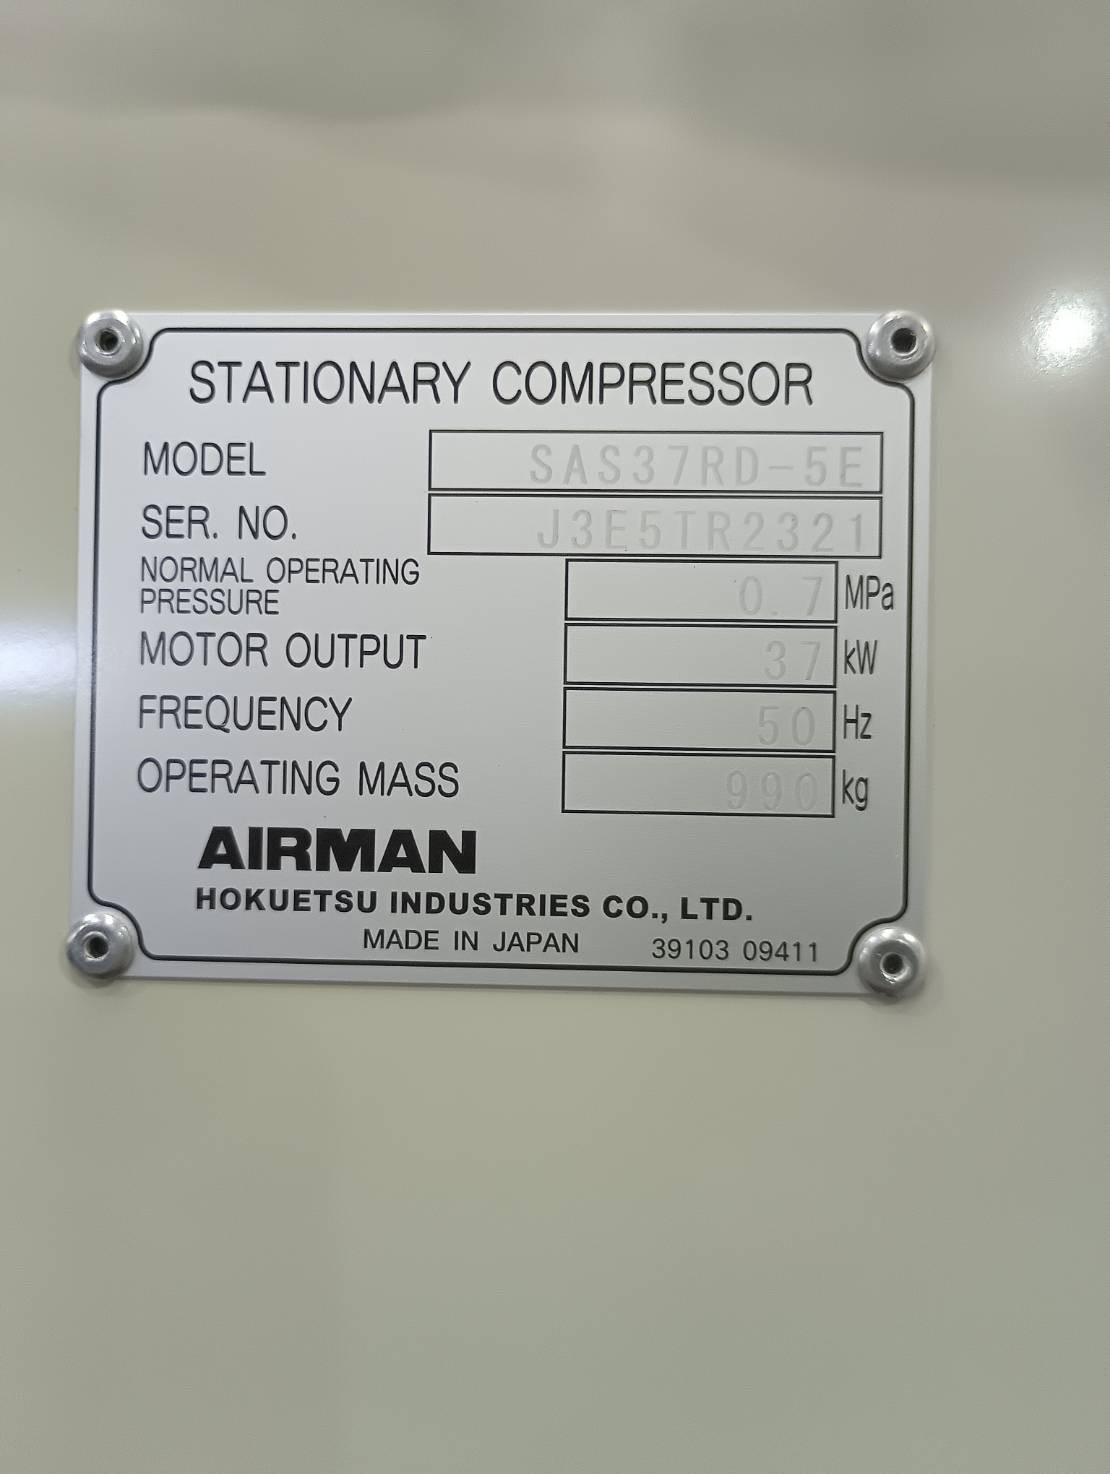 STATIONARY COMPRESSOR
MODEL SAS37RD-5E
SER. NO. J3E5TR2321
NORMAL OPERATING
PRESSURE 0.7 MPa
MOTOR OUTPUT 37 kW
FREQUENCY 50 Hz
OPERATING MASS 990 kg
AIRMAN
HOKUETSU INDUSTRIES CO., LTD.
MADE IN JAPAN 39103 09411